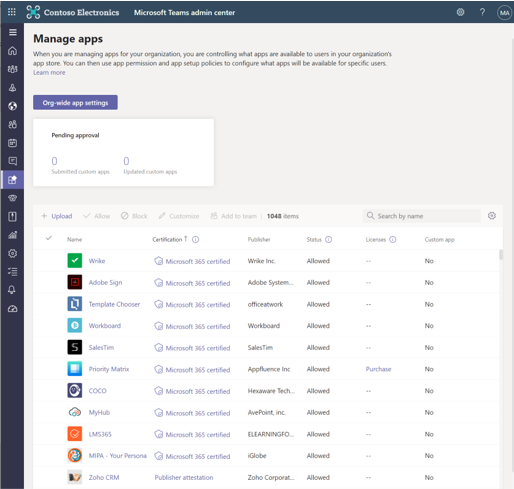 Contoso Electronics Microsoft Teams admin center ? MA
Manage apps
When you are managing apps for your organization, you are controlling what apps are available to users in your organization's
app store. You can then use app permission and app setup policies to configure what apps will be available for specific users.
Learn more
Org-wide app settings
Pending approval
0 0
Submitted custom apps Updated custom apps
+ Upload Allow Block Customize Add to team | 1048 items Search by name
Name Certification ↑ Publisher Status Licenses Custom app
Wrike Microsoft 365 certified Wrike Inc. Allowed -- No
Adobe Sign Microsoft 365 certified Adobe System... Allowed -- No
Template Chooser Microsoft 365 certified officeatwork Allowed -- No
Workboard Microsoft 365 certified Workboard Allowed -- No
S SalesTim Microsoft 365 certified SalesTim Allowed -- No
Priority Matrix Microsoft 365 certified Appfluence Inc Allowed Purchase No
COCO Microsoft 365 certified Hexaware Tech... Allowed -- No
MyHub Microsoft 365 certified AvePoint, inc. Allowed -- No
LMS365 Microsoft 365 certified ELEARNINGFO... Allowed -- No
MIPA - Your Persona Microsoft 365 certified iGlobe Allowed -- No
Zoho CRM Publisher attestation Zoho Corporat... Allowed -- No